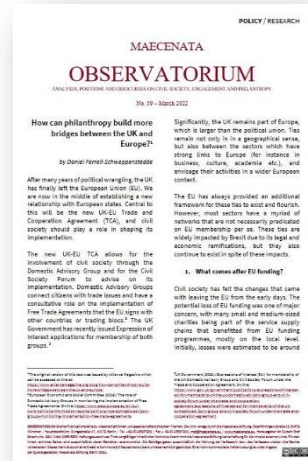 POLICY / RESEARCH
MAECENATA
OBSERVATORIUM
ANALYSIS, POSITIONS AND DISCOURSES ON CIVIL SOCIETY, ENGAGEMENT AND PHILANTHROPY
No. 59 – March 2022
How can philanthropy build more
bridges between the UK and
Europe?¹
by Daniel Ferrell-Schweppenstedde
After many years of political wrangling, the UK
has finally left the European Union (EU). We
are now in the middle of establishing a new
relationship with European states. Central to
this will be the new UK-EU Trade and
Cooperation Agreement (TCA), and civil
society should play a role in shaping its
implementation.
The new UK-EU TCA allows for the
involvement of civil society through the
Domestic Advisory Group and for the Civil
Society Forum to advise on its
implementation. Domestic Advisory Groups
connect citizens with trade issues and have a
consultative role on the implementation of
Free Trade Agreements that the EU signs with
other countries or trading blocs.² The UK
Government has recently issued Expression of
Interest applications for membership of both
groups.³
Significantly, the UK remains part of Europe,
which is larger than the political union. Ties
remain not only in a geographical sense,
but also between the sectors which have
strong links to Europe (for instance in
business, culture, academia etc.), and
envisage their activities in a wider European
context.
The EU has always provided an additional
framework for these ties to exist and flourish.
However, most sectors have a myriad of
networks that are not necessarily predicated
on EU membership per se. These ties are
widely impacted by Brexit due to its legal and
economic ramifications, but they also
continue to exist in spite of these impacts.
1. What comes after EU funding?
Civil society has felt the changes that came
with leaving the EU from the early days. The
potential loss of EU funding was one of major
concern, with many small and medium-sized
charities being part of the service supply
chains that benefited from EU funding
programmes, mostly on the local level.
Initially, losses were estimated to be around